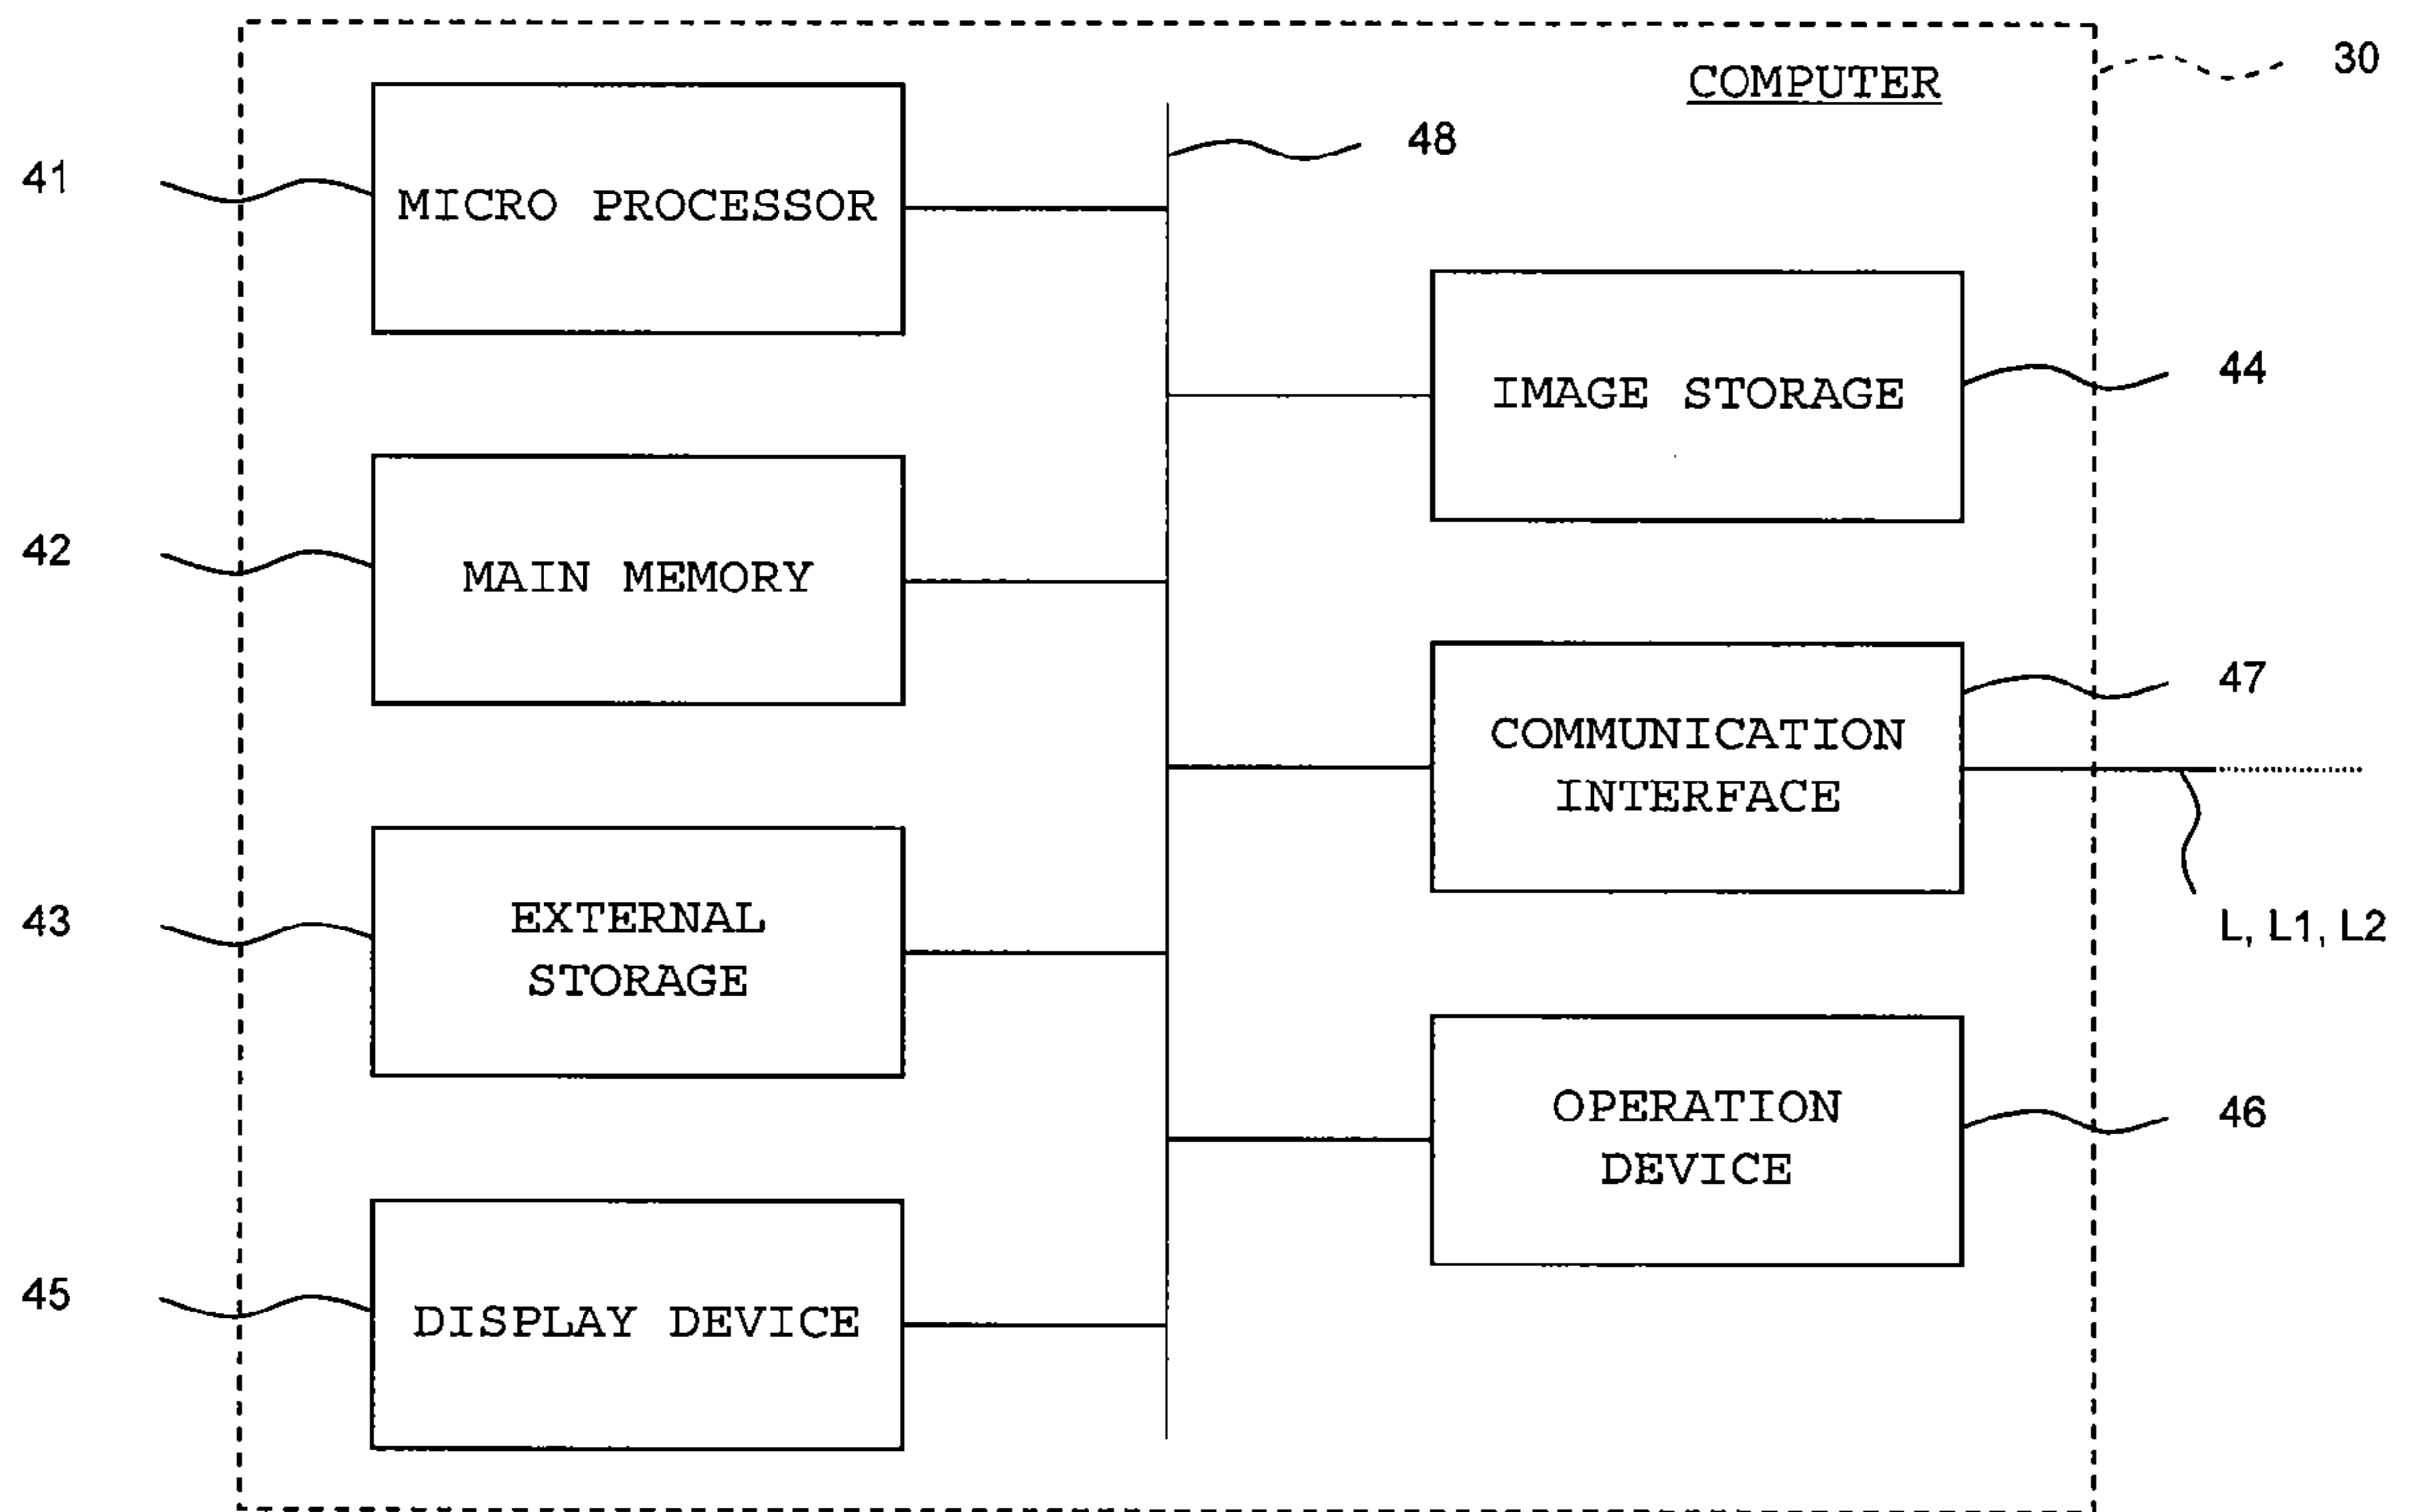 30
COMPUTER
48
41
MICRO PROCESSOR
44
IMAGE STORAGE
42
MAIN MEMORY
47
COMMUNICATION
INTERFACE
L, L1, L2
43
EXTERNAL
STORAGE
46
OPERATION
DEVICE
45
DISPLAY DEVICE